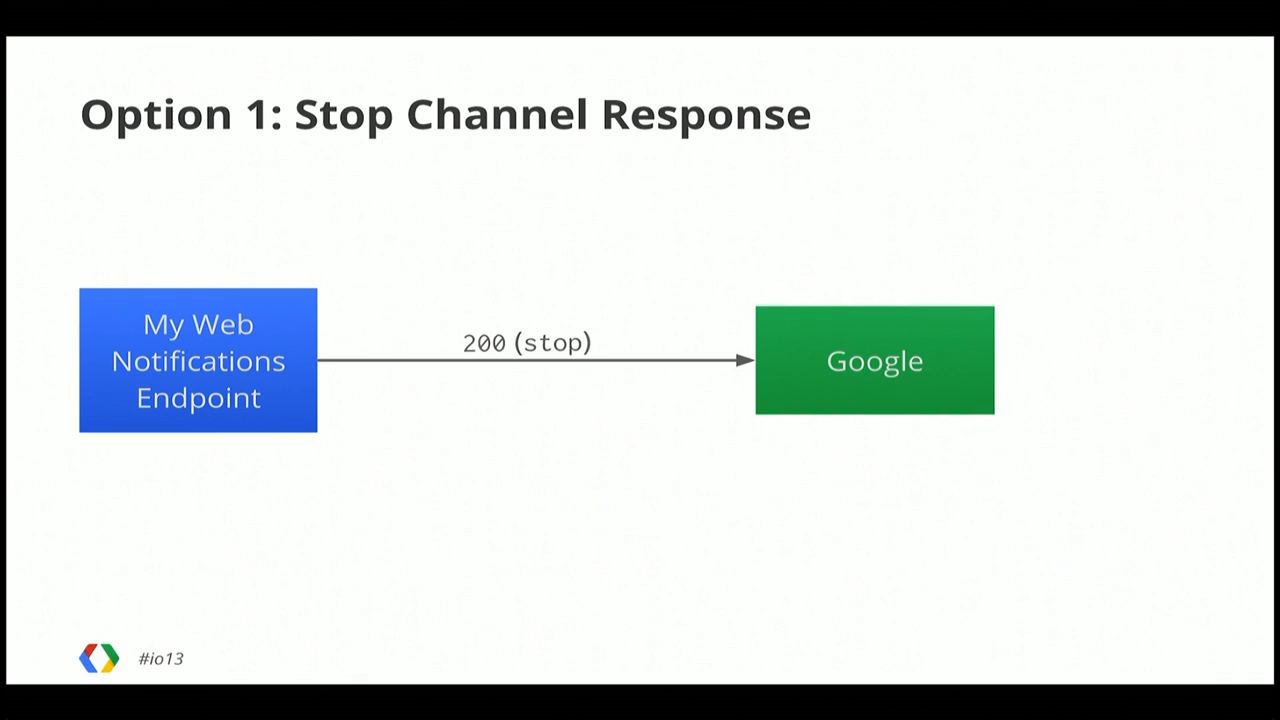 Option 1: Stop Channel Response
My Web
Notifications
Endpoint
200 (stop)
Google
#io13